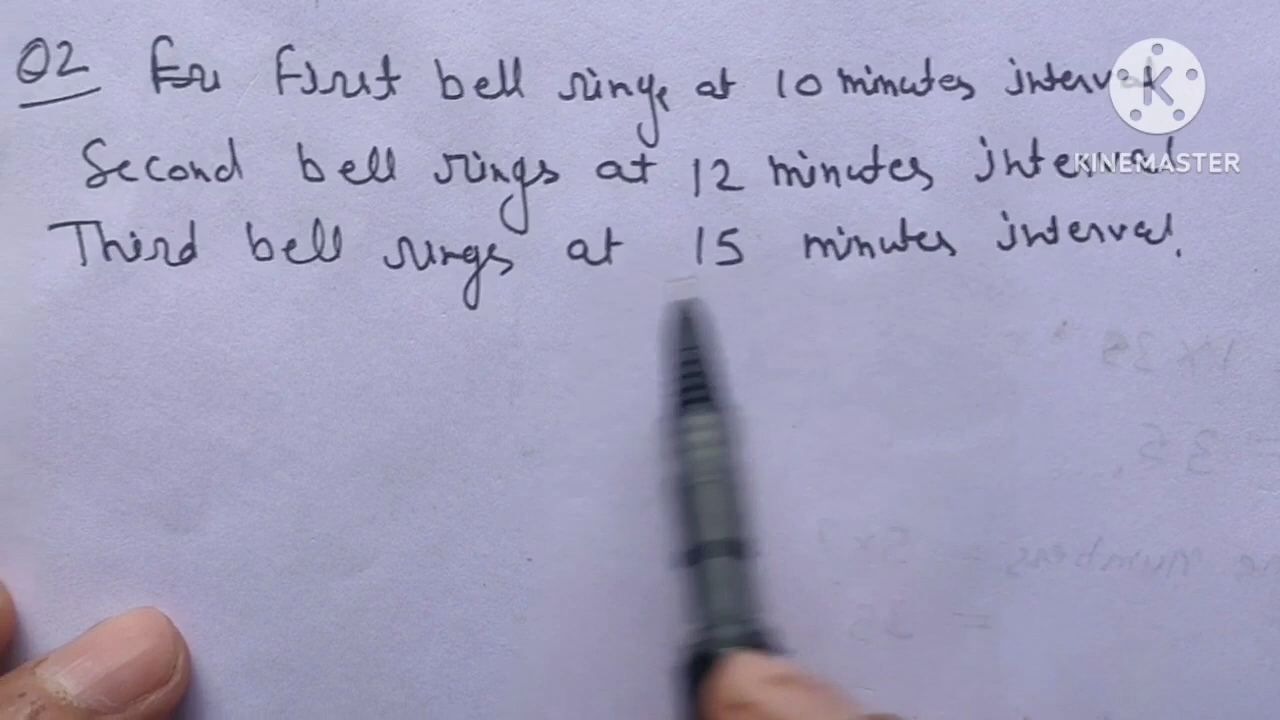 Q2 First bell rings at 10 minutes interval
Second bell rings at 12 minutes interval
Third bell rings at 15 minutes interval.
K
KINEMASTER